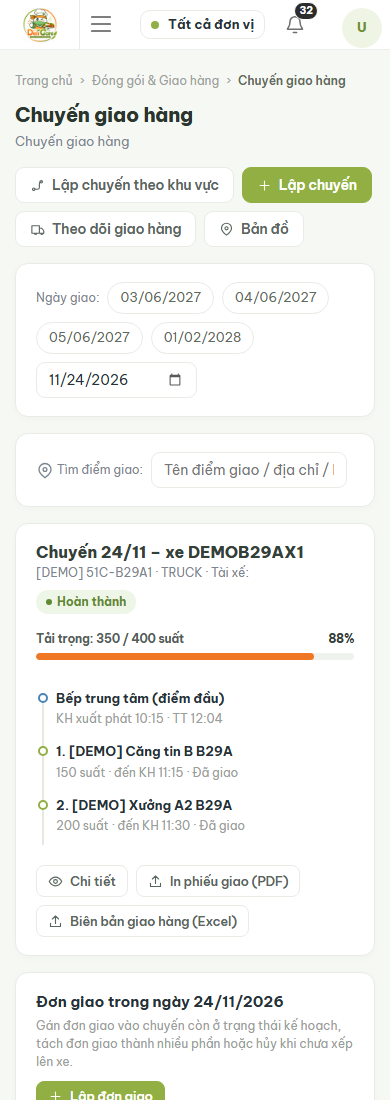 Tất cả đơn vị
32
U
Trang chủ › Đóng gói & Giao hàng › Chuyến giao hàng
Chuyến giao hàng
Chuyến giao hàng
Lập chuyến theo khu vực
+ Lập chuyến
Theo dõi giao hàng
Bản đồ
Ngày giao: 03/06/2027 04/06/2027
05/06/2027 01/02/2028
11/24/2026
Tìm điểm giao: Tên điểm giao / địa chỉ /
Chuyến 24/11 – xe DEMOB29AX1
[DEMO] 51C-B29A1 · TRUCK · Tài xế:
Hoàn thành
Tải trọng: 350 / 400 suất 88%
Bếp trung tâm (điểm đầu)
KH xuất phát 10:15 · TT 12:04
1. [DEMO] Căng tin B B29A
150 suất · đến KH 11:15 · Đã giao
2. [DEMO] Xưởng A2 B29A
200 suất · đến KH 11:30 · Đã giao
Chi tiết
In phiếu giao (PDF)
Biên bản giao hàng (Excel)
Đơn giao trong ngày 24/11/2026
Gán đơn giao vào chuyến còn ở trạng thái kế hoạch,
tách đơn giao thành nhiều phần hoặc hủy khi chưa xếp
lên xe.
+ Lập đơn giao